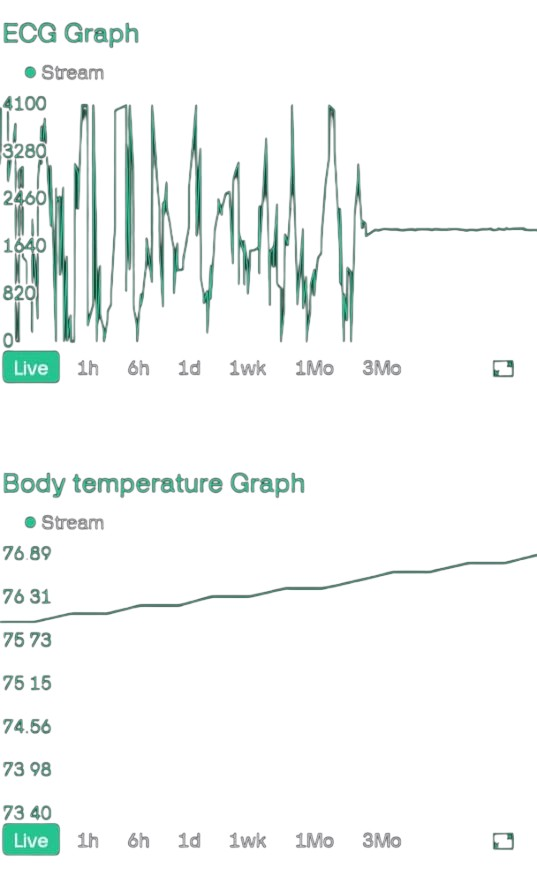 ECG Graph
Stream
4100
3280
2460
1640
820
0
Live 1h 6h 1d 1wk 1Mo 3Mo
Body temperature Graph
Stream
76.89
76 31
75 73
75 15
74.56
73 98
73 40
Live 1h 6h 1d 1wk 1Mo 3Mo